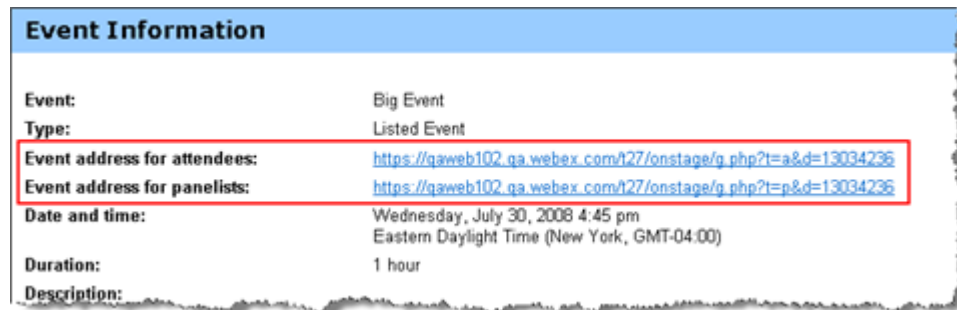 Event Information
Event: Big Event
Type: Listed Event
Event address for attendees: https://qaweb102.qa.webex.com/t27/onstage/g.php?t=a&d=13034236
Event address for panelists: https://qaweb102.qa.webex.com/t27/onstage/g.php?t=p&d=13034236
Date and time: Wednesday, July 30, 2008 4:45 pm
Eastern Daylight Time (New York, GMT-04:00)
Duration: 1 hour
Description: